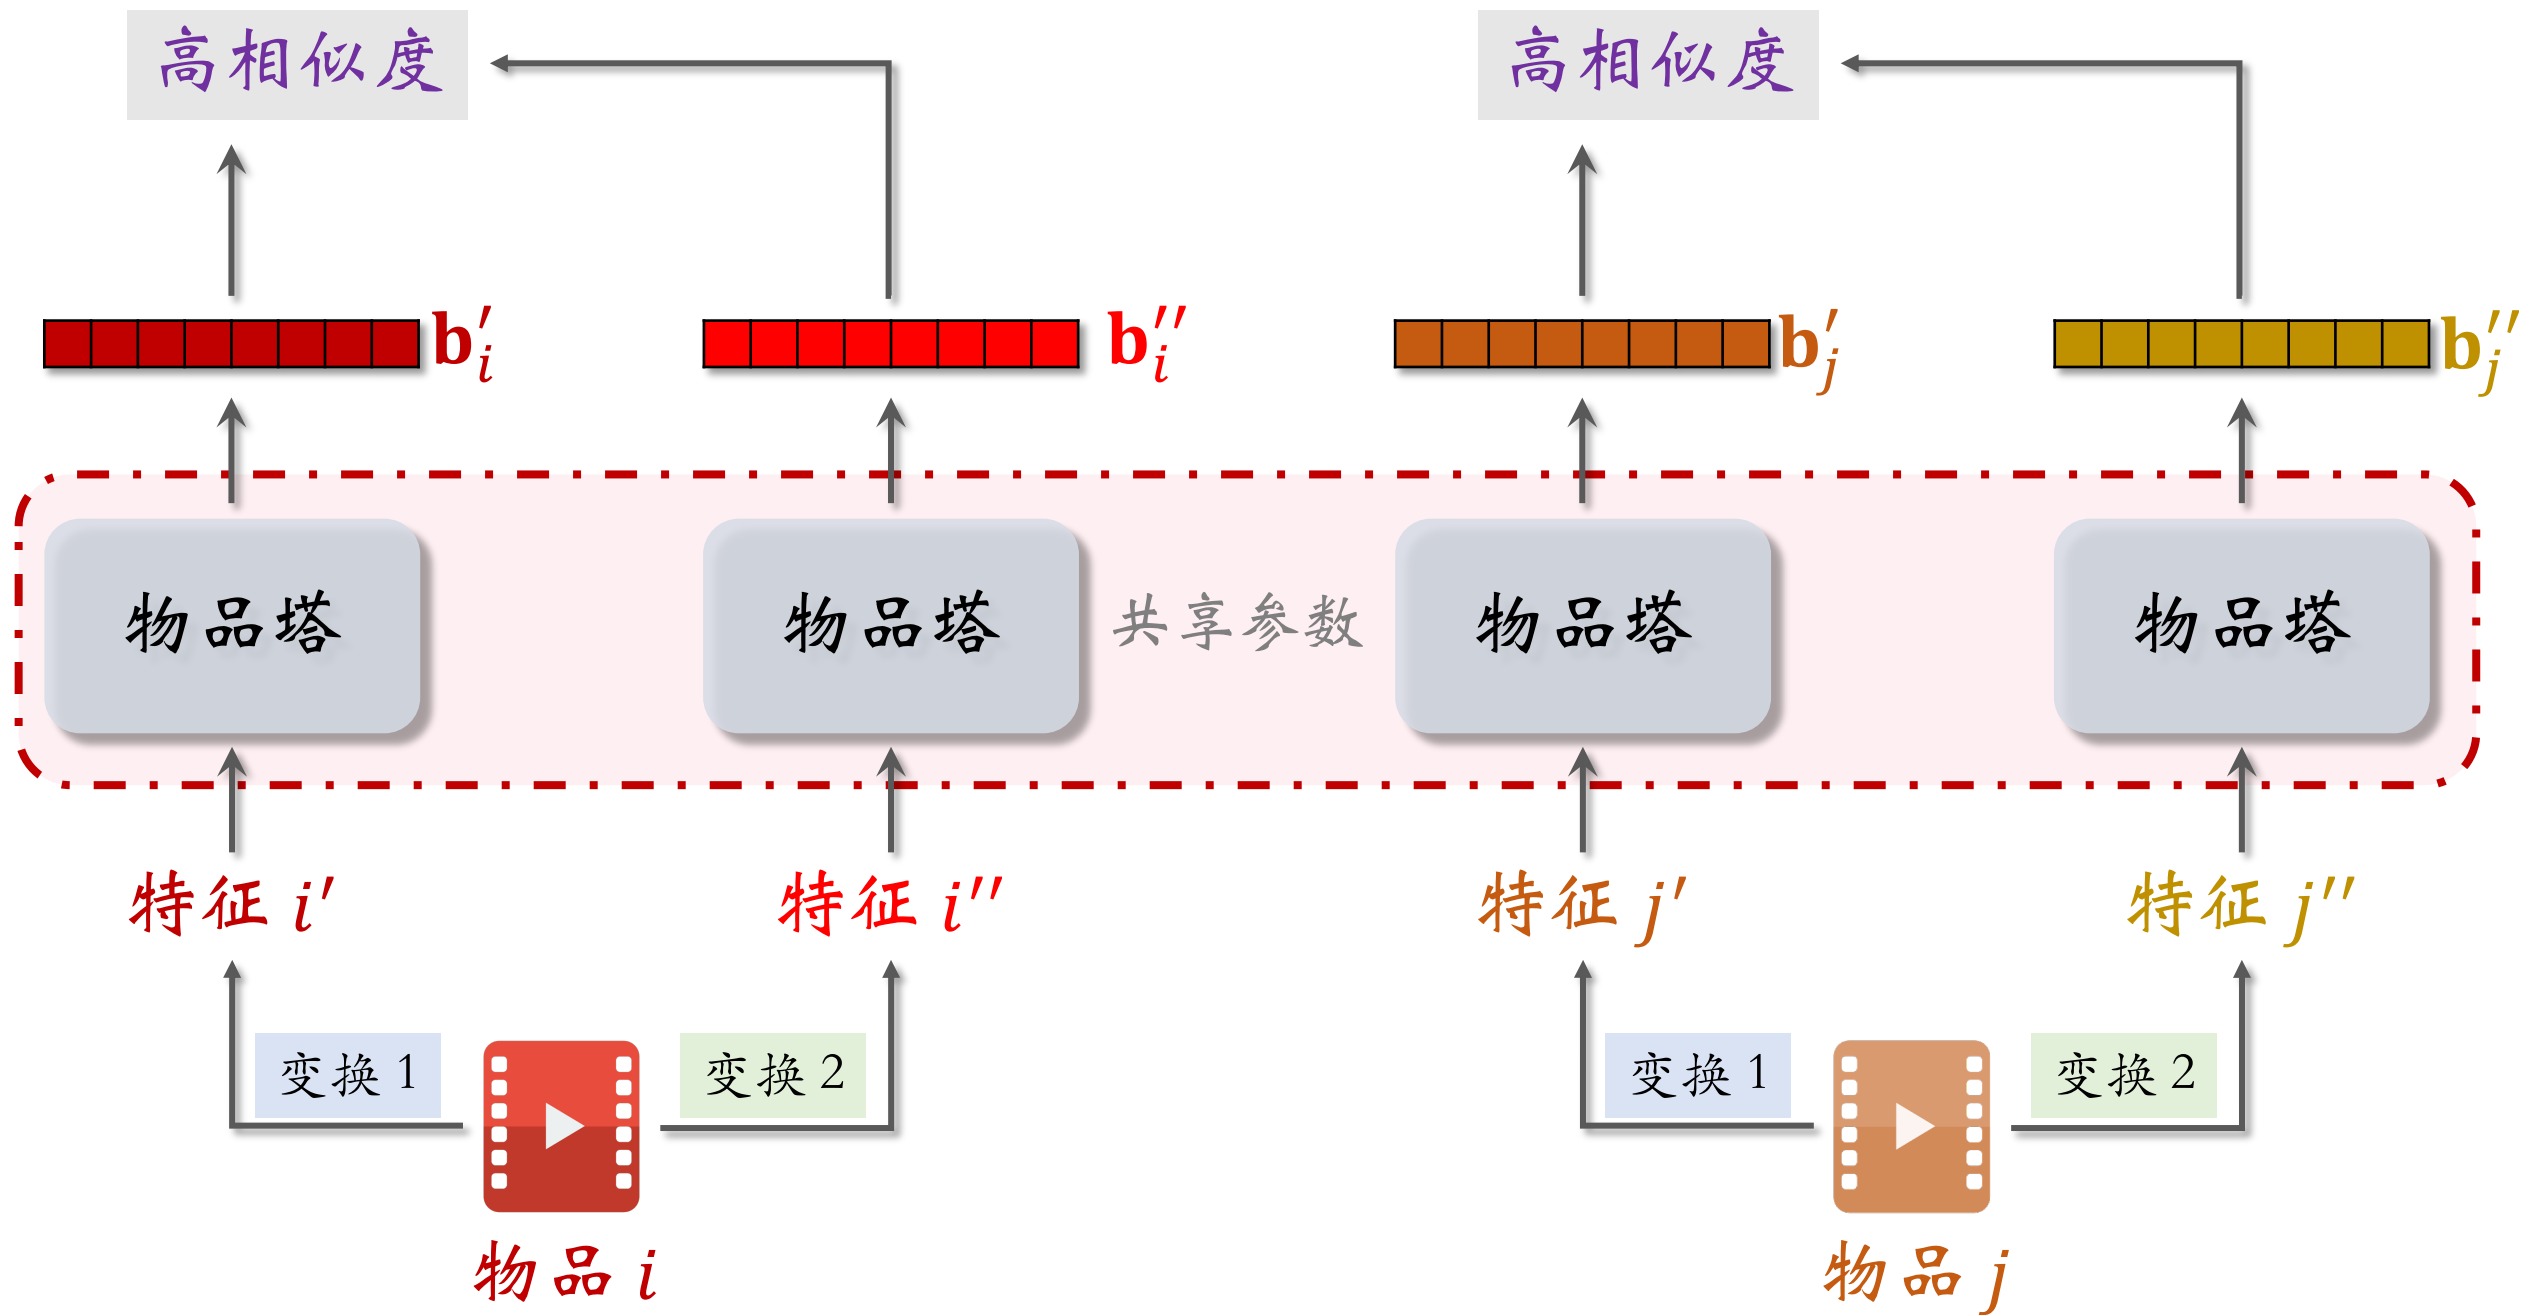 高相似度 高相似度
𝐛′ᵢ 𝐛′′ᵢ 𝐛′ⱼ 𝐛′′ⱼ
物品塔 物品塔 共享参数 物品塔 物品塔
特征 i′ 特征 i′′ 特征 j′ 特征 j′′
变换1 变换2 变换1 变换2
物品 i 物品 j